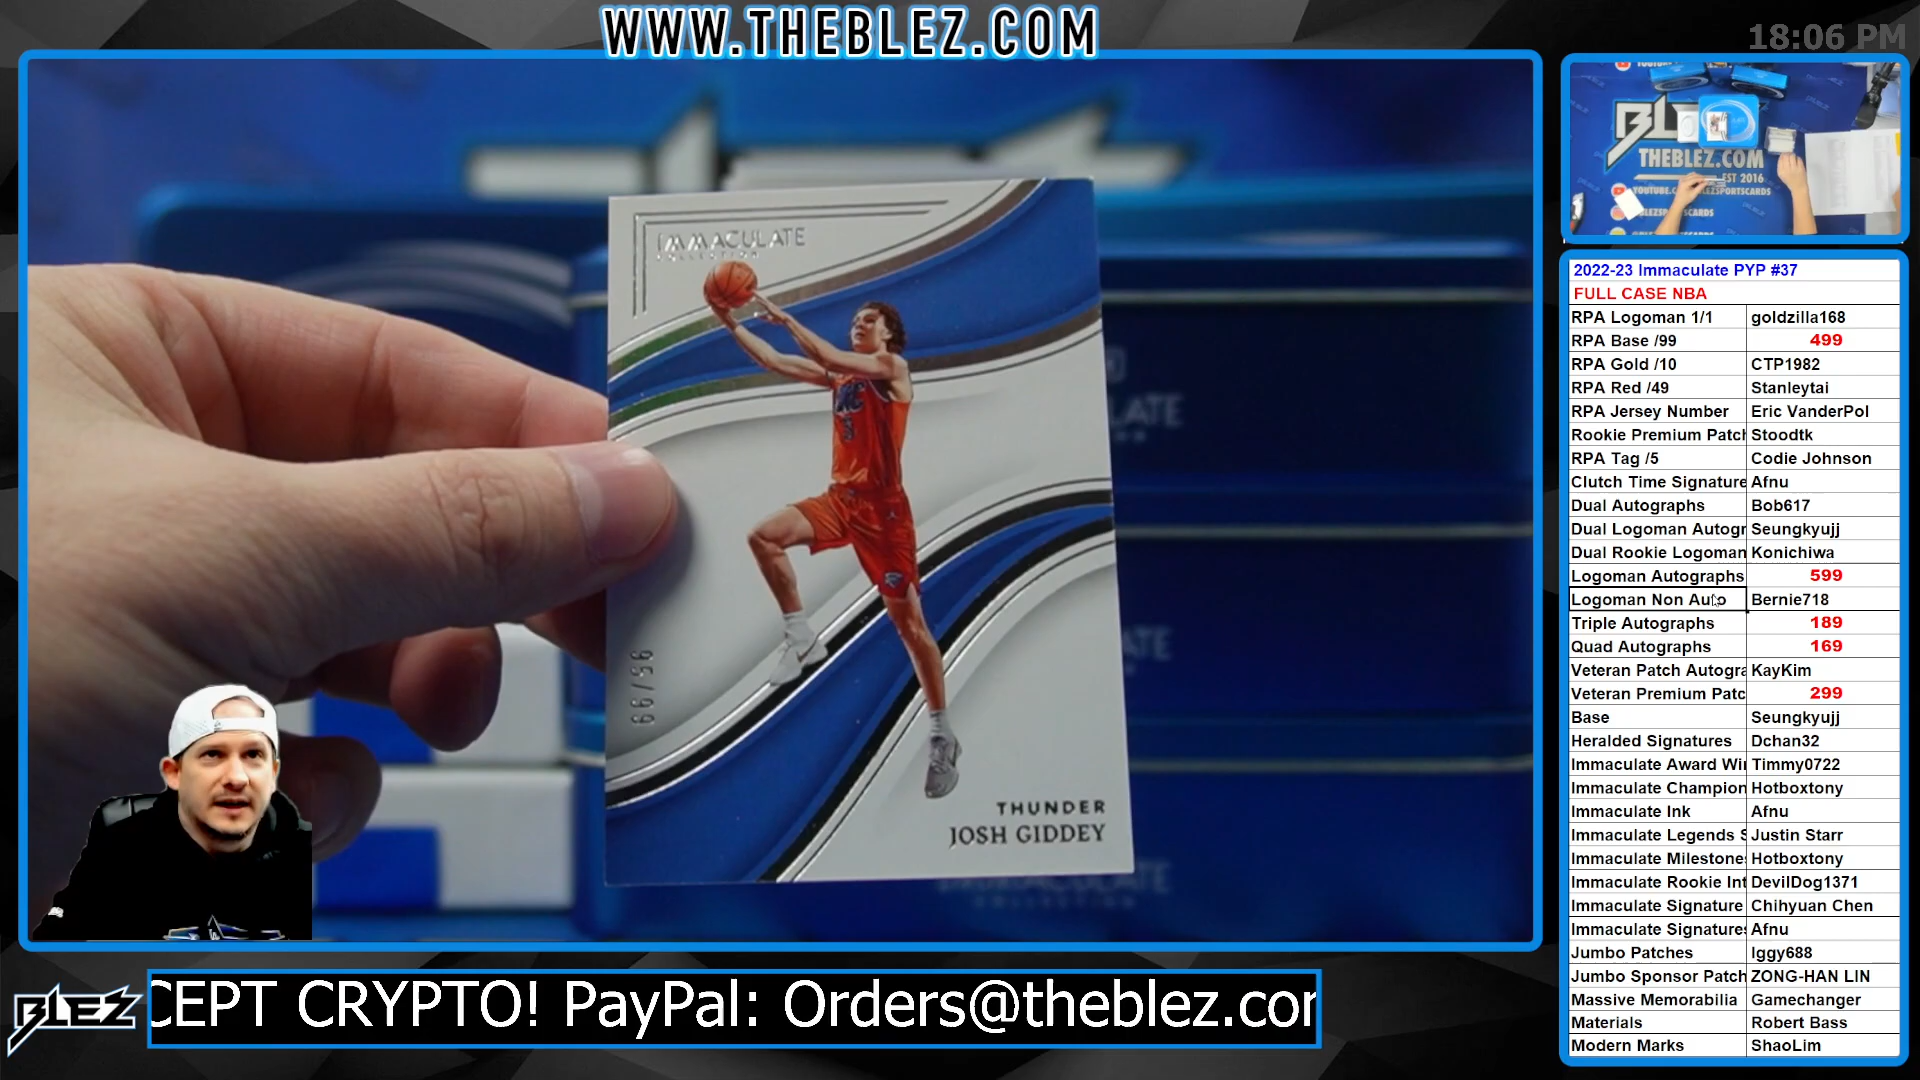 WWW.THEBLEZ.COM
18:06 PM
IMMACULATE
COLLECTION
95/99
THUNDER
JOSH GIDDEY
BLEZ
THEBLEZ.COM
EST 2016
2022-23 Immaculate PYP #37
FULL CASE NBA
RPA Logoman 1/1 goldzilla168
RPA Base /99 499
RPA Gold /10 CTP1982
RPA Red /49 Stanleytai
RPA Jersey Number Eric VanderPol
Rookie Premium Patch Stoodtk
RPA Tag /5 Codie Johnson
Clutch Time Signature Afnu
Dual Autographs Bob617
Dual Logoman Autogr Seungkyujj
Dual Rookie Logoman Konichiwa
Logoman Autographs 599
Logoman Non Auto Bernie718
Triple Autographs 189
Quad Autographs 169
Veteran Patch Autogra KayKim
Veteran Premium Patc 299
Base Seungkyujj
Heralded Signatures Dchan32
Immaculate Award Wi Timmy0722
Immaculate Champion Hotboxtony
Immaculate Ink Afnu
Immaculate Legends S Justin Starr
Immaculate Milestone Hotboxtony
Immaculate Rookie Int DevilDog1371
Immaculate Signature Chihyuan Chen
Immaculate Signatures Afnu
Jumbo Patches Iggy688
Jumbo Sponsor Patch ZONG-HAN LIN
Massive Memorabilia Gamechanger
Materials Robert Bass
Modern Marks ShaoLim
BLEZ
CEPT CRYPTO! PayPal: Orders@theblez.com